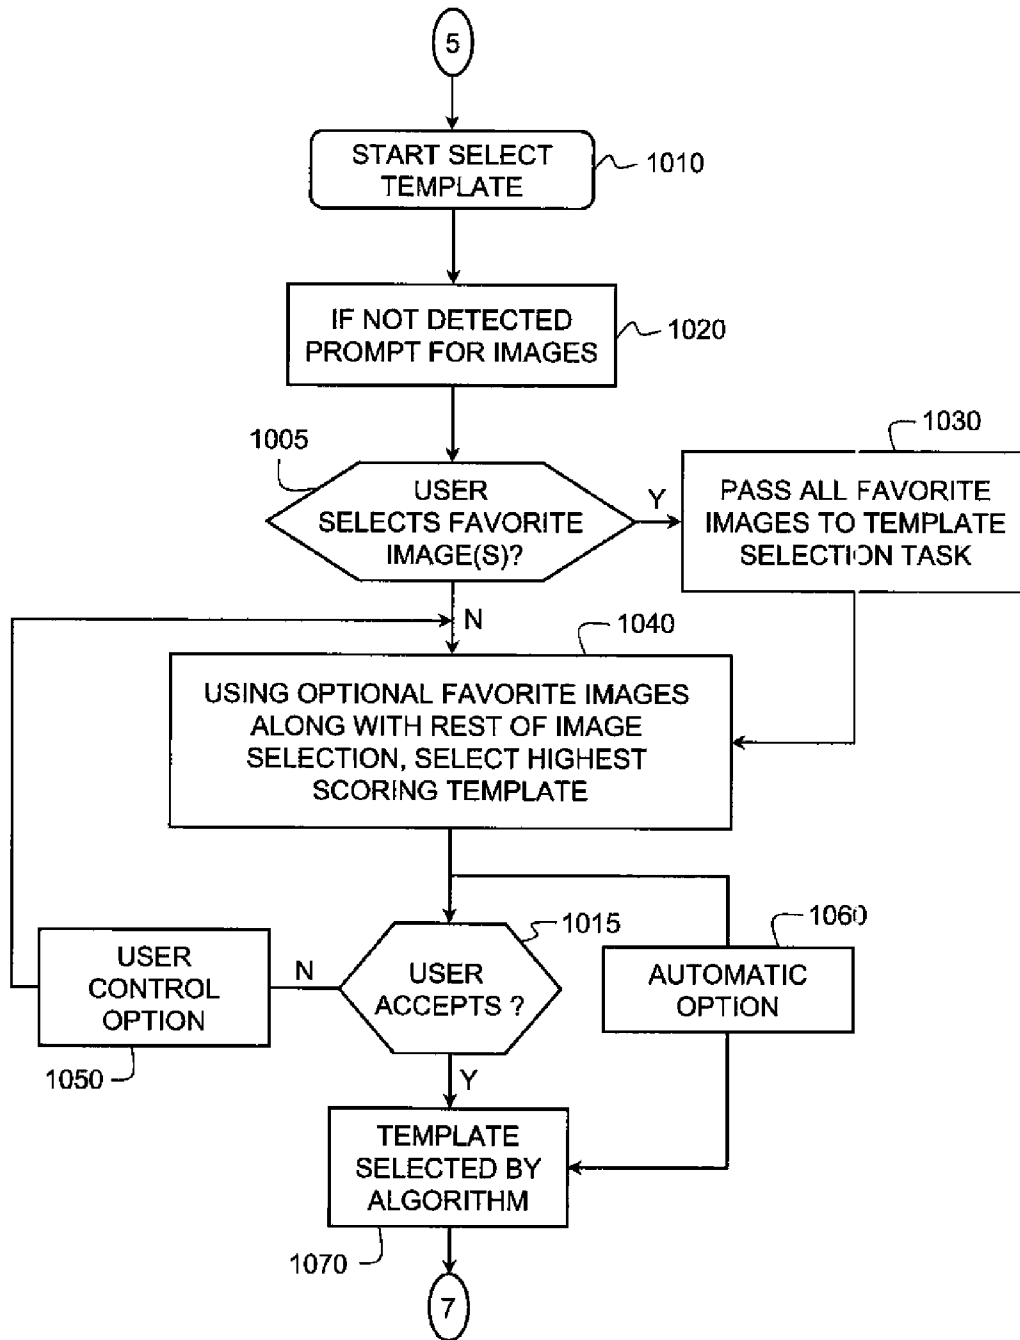 5
START SELECT
TEMPLATE
1010
IF NOT DETECTED
PROMPT FOR IMAGES
1020
1005
USER
SELECTS FAVORITE
IMAGE(S)?
Y
1030
PASS ALL FAVORITE
IMAGES TO TEMPLATE
SELECTION TASK
N
1040
USING OPTIONAL FAVORITE IMAGES
ALONG WITH REST OF IMAGE
SELECTION, SELECT HIGHEST
SCORING TEMPLATE
1015
USER
ACCEPTS ?
N
USER
CONTROL
OPTION
1050
1060
AUTOMATIC
OPTION
Y
TEMPLATE
SELECTED BY
ALGORITHM
1070
7